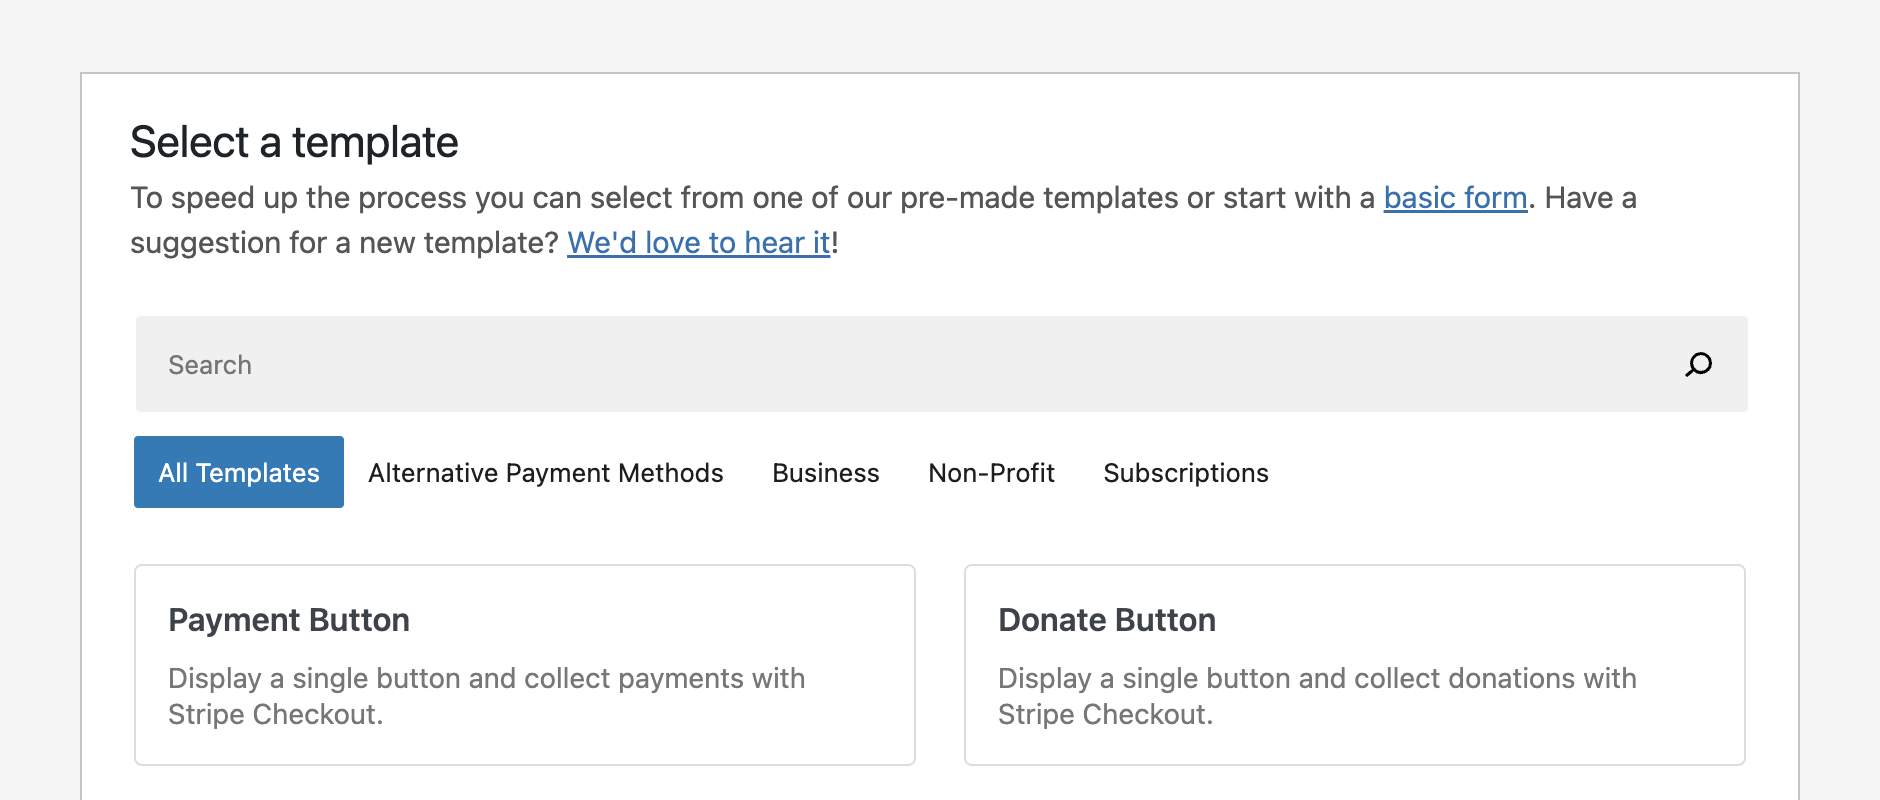 Select a template
To speed up the process you can select from one of our pre-made templates or start with a basic form. Have a
suggestion for a new template? We'd love to hear it!
Search
All Templates
Alternative Payment Methods
Business
Non-Profit
Subscriptions
Payment Button
Display a single button and collect payments with
Stripe Checkout.
Donate Button
Display a single button and collect donations with
Stripe Checkout.